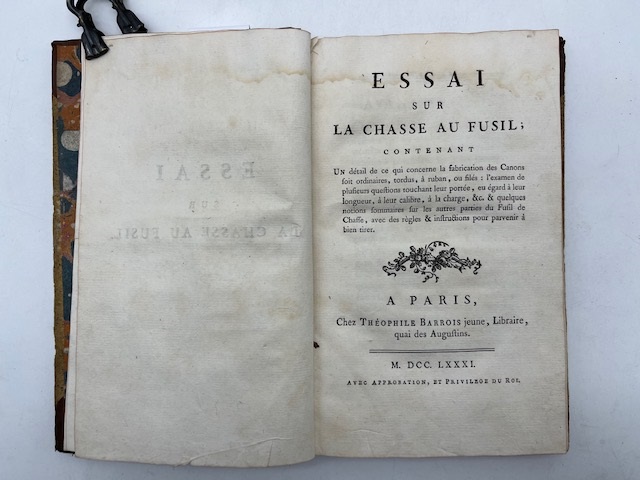 ESSAI
SUR
LA CHASSE AU FUSIL;
CONTENANT
UN détail de ce qui concerne la fabrication des Canons
soit ordinaires, tordus, à ruban, ou filés: l'examen de
plusieurs questions touchant leur portée, eu égard à leur
longueur, à leur calibre, à la charge, &c. & quelques
notions sommaires sur les autres parties du Fusil de
Chasse, avec des règles & instructions pour parvenir à
bien tirer.
A PARIS,
Chez THÉOPHILE BARROIS jeune, Libraire,
quai des Augustins.
M. DCC. LXXXI.
AVEC APPROBATION, ET PRIVILEGE DU ROI.